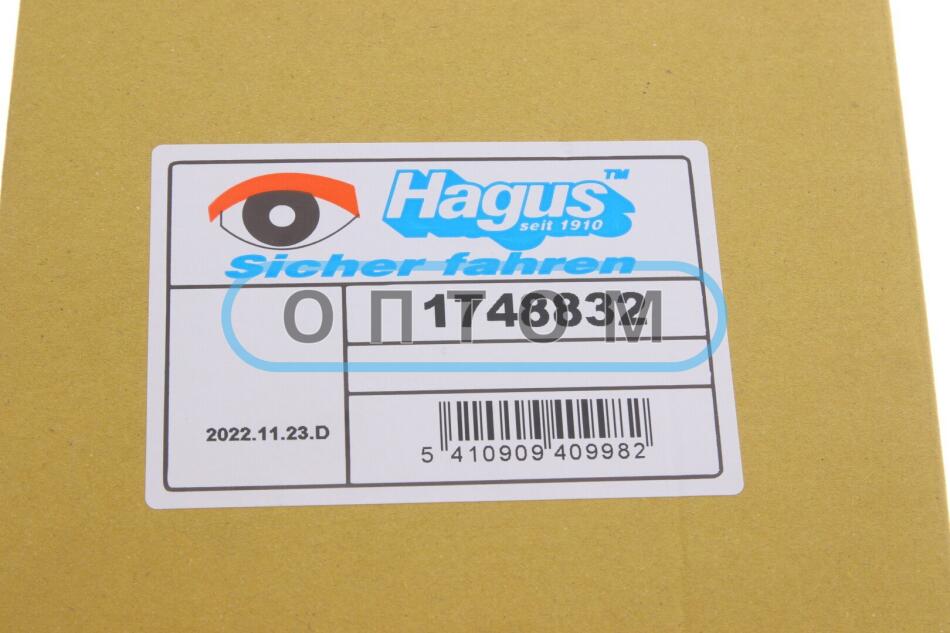 Hagus™
seit 1910
Sicher fahren
1748832
ОПТОМ
2022.11.23.D
5 410909 409982